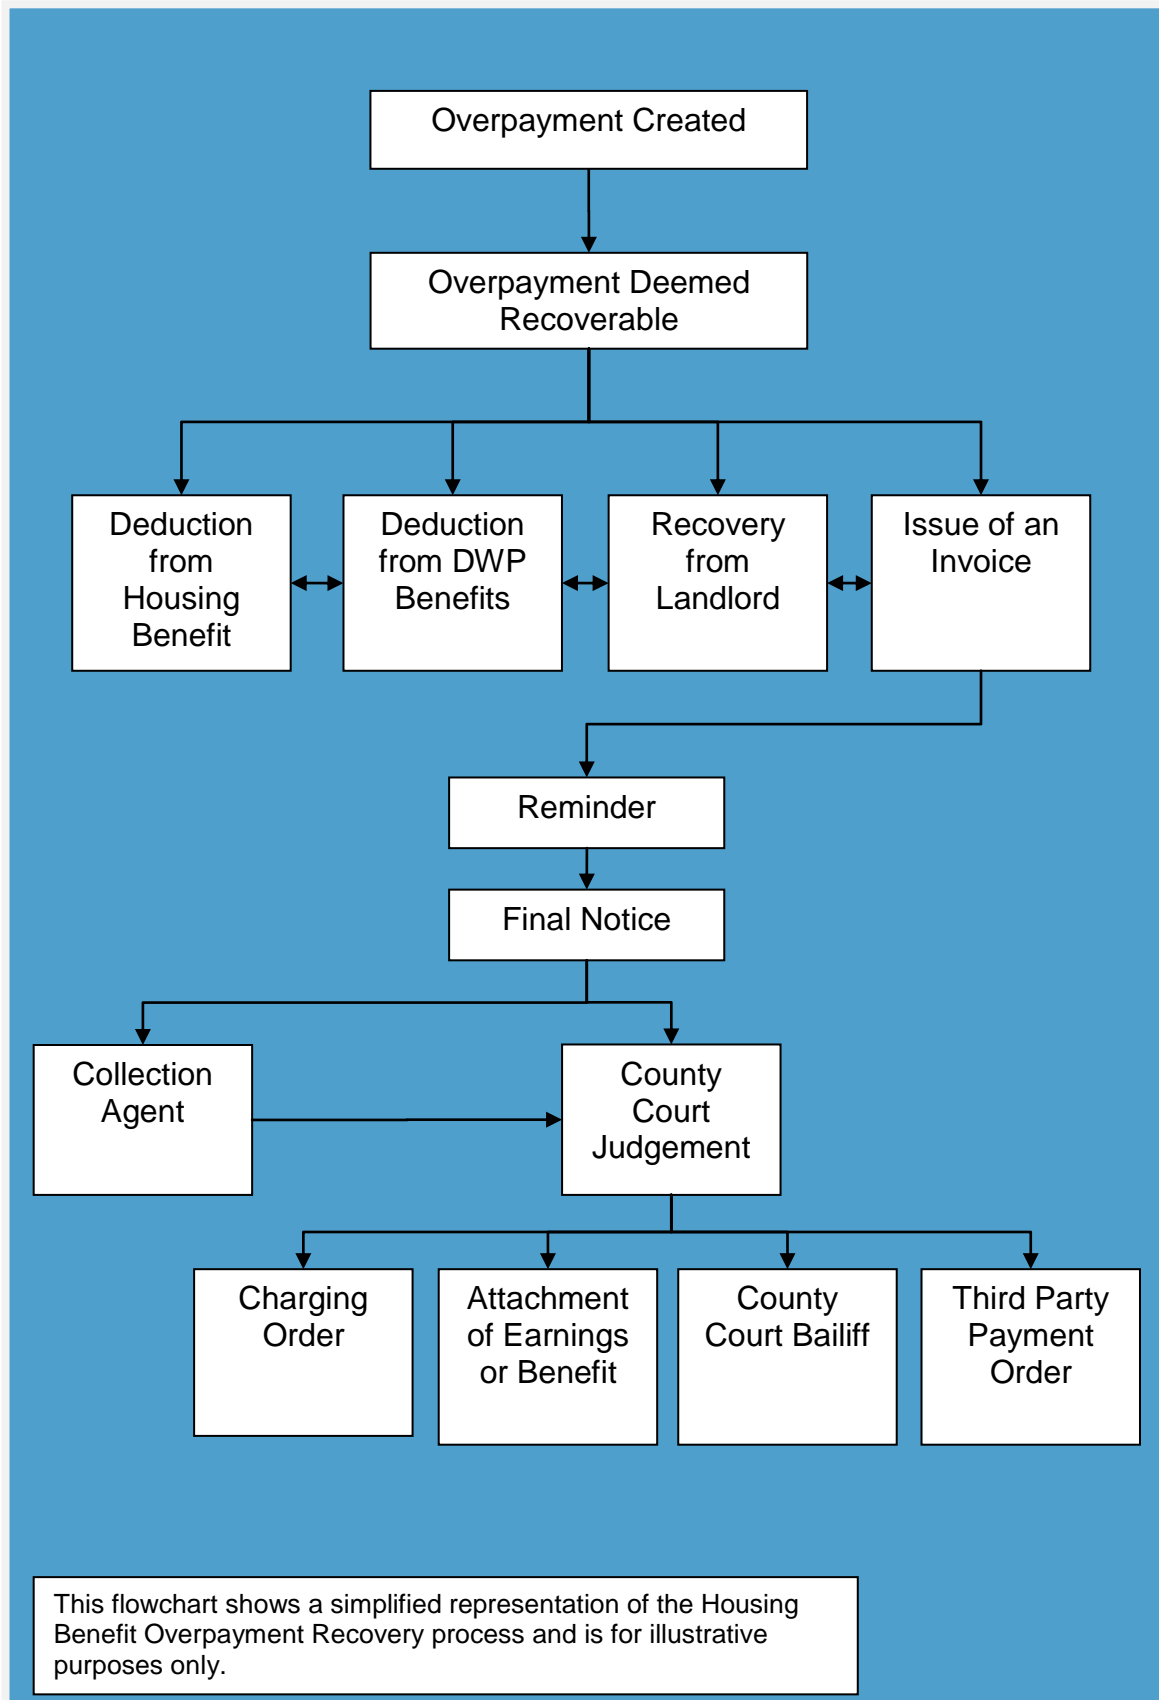 Overpayment Created
Overpayment Deemed
Recoverable
Deduction
from
Housing
Benefit
Deduction
from DWP
Benefits
Recovery
from
Landlord
Issue of an
Invoice
Reminder
Final Notice
Collection
Agent
County
Court
Judgement
Charging
Order
Attachment
of Earnings
or Benefit
County
Court Bailiff
Third Party
Payment
Order
This flowchart shows a simplified representation of the Housing
Benefit Overpayment Recovery process and is for illustrative
purposes only.